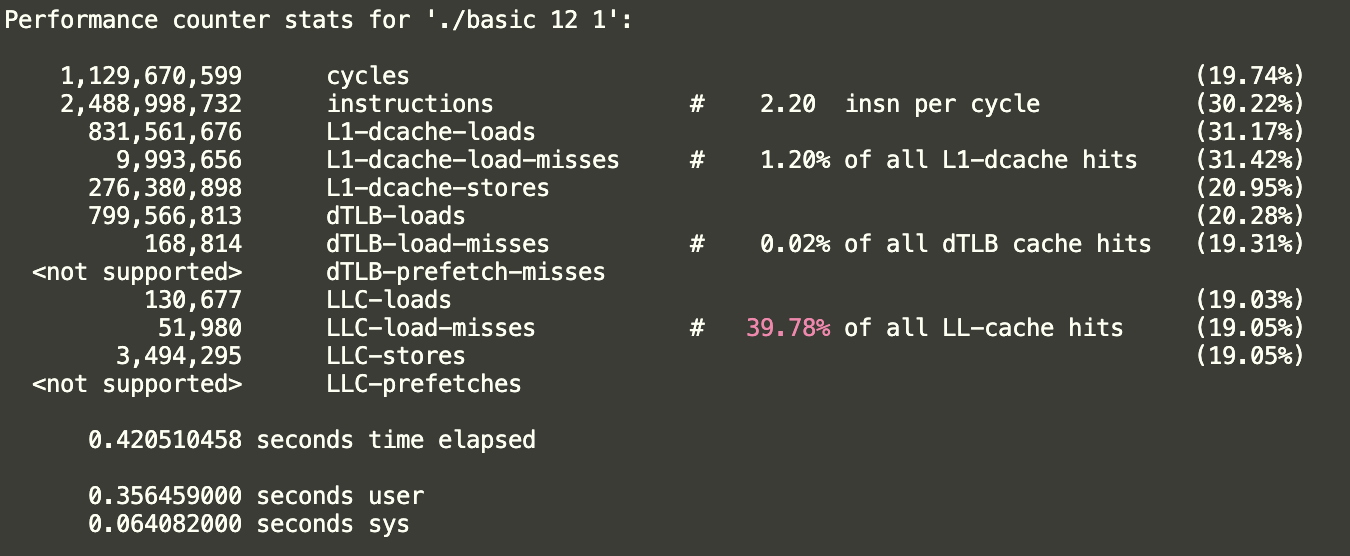 Performance counter stats for './basic 12 1':
1,129,670,599 cycles (19.74%)
2,488,998,732 instructions # 2.20 insn per cycle (30.22%)
831,561,676 L1-dcache-loads (31.17%)
9,993,656 L1-dcache-load-misses # 1.20% of all L1-dcache hits (31.42%)
276,380,898 L1-dcache-stores (20.95%)
799,566,813 dTLB-loads (20.28%)
168,814 dTLB-load-misses # 0.02% of all dTLB cache hits (19.31%)
<not supported> dTLB-prefetch-misses
130,677 LLC-loads (19.03%)
51,980 LLC-load-misses # 39.78% of all LL-cache hits (19.05%)
3,494,295 LLC-stores (19.05%)
<not supported> LLC-prefetches
0.420510458 seconds time elapsed
0.356459000 seconds user
0.064082000 seconds sys